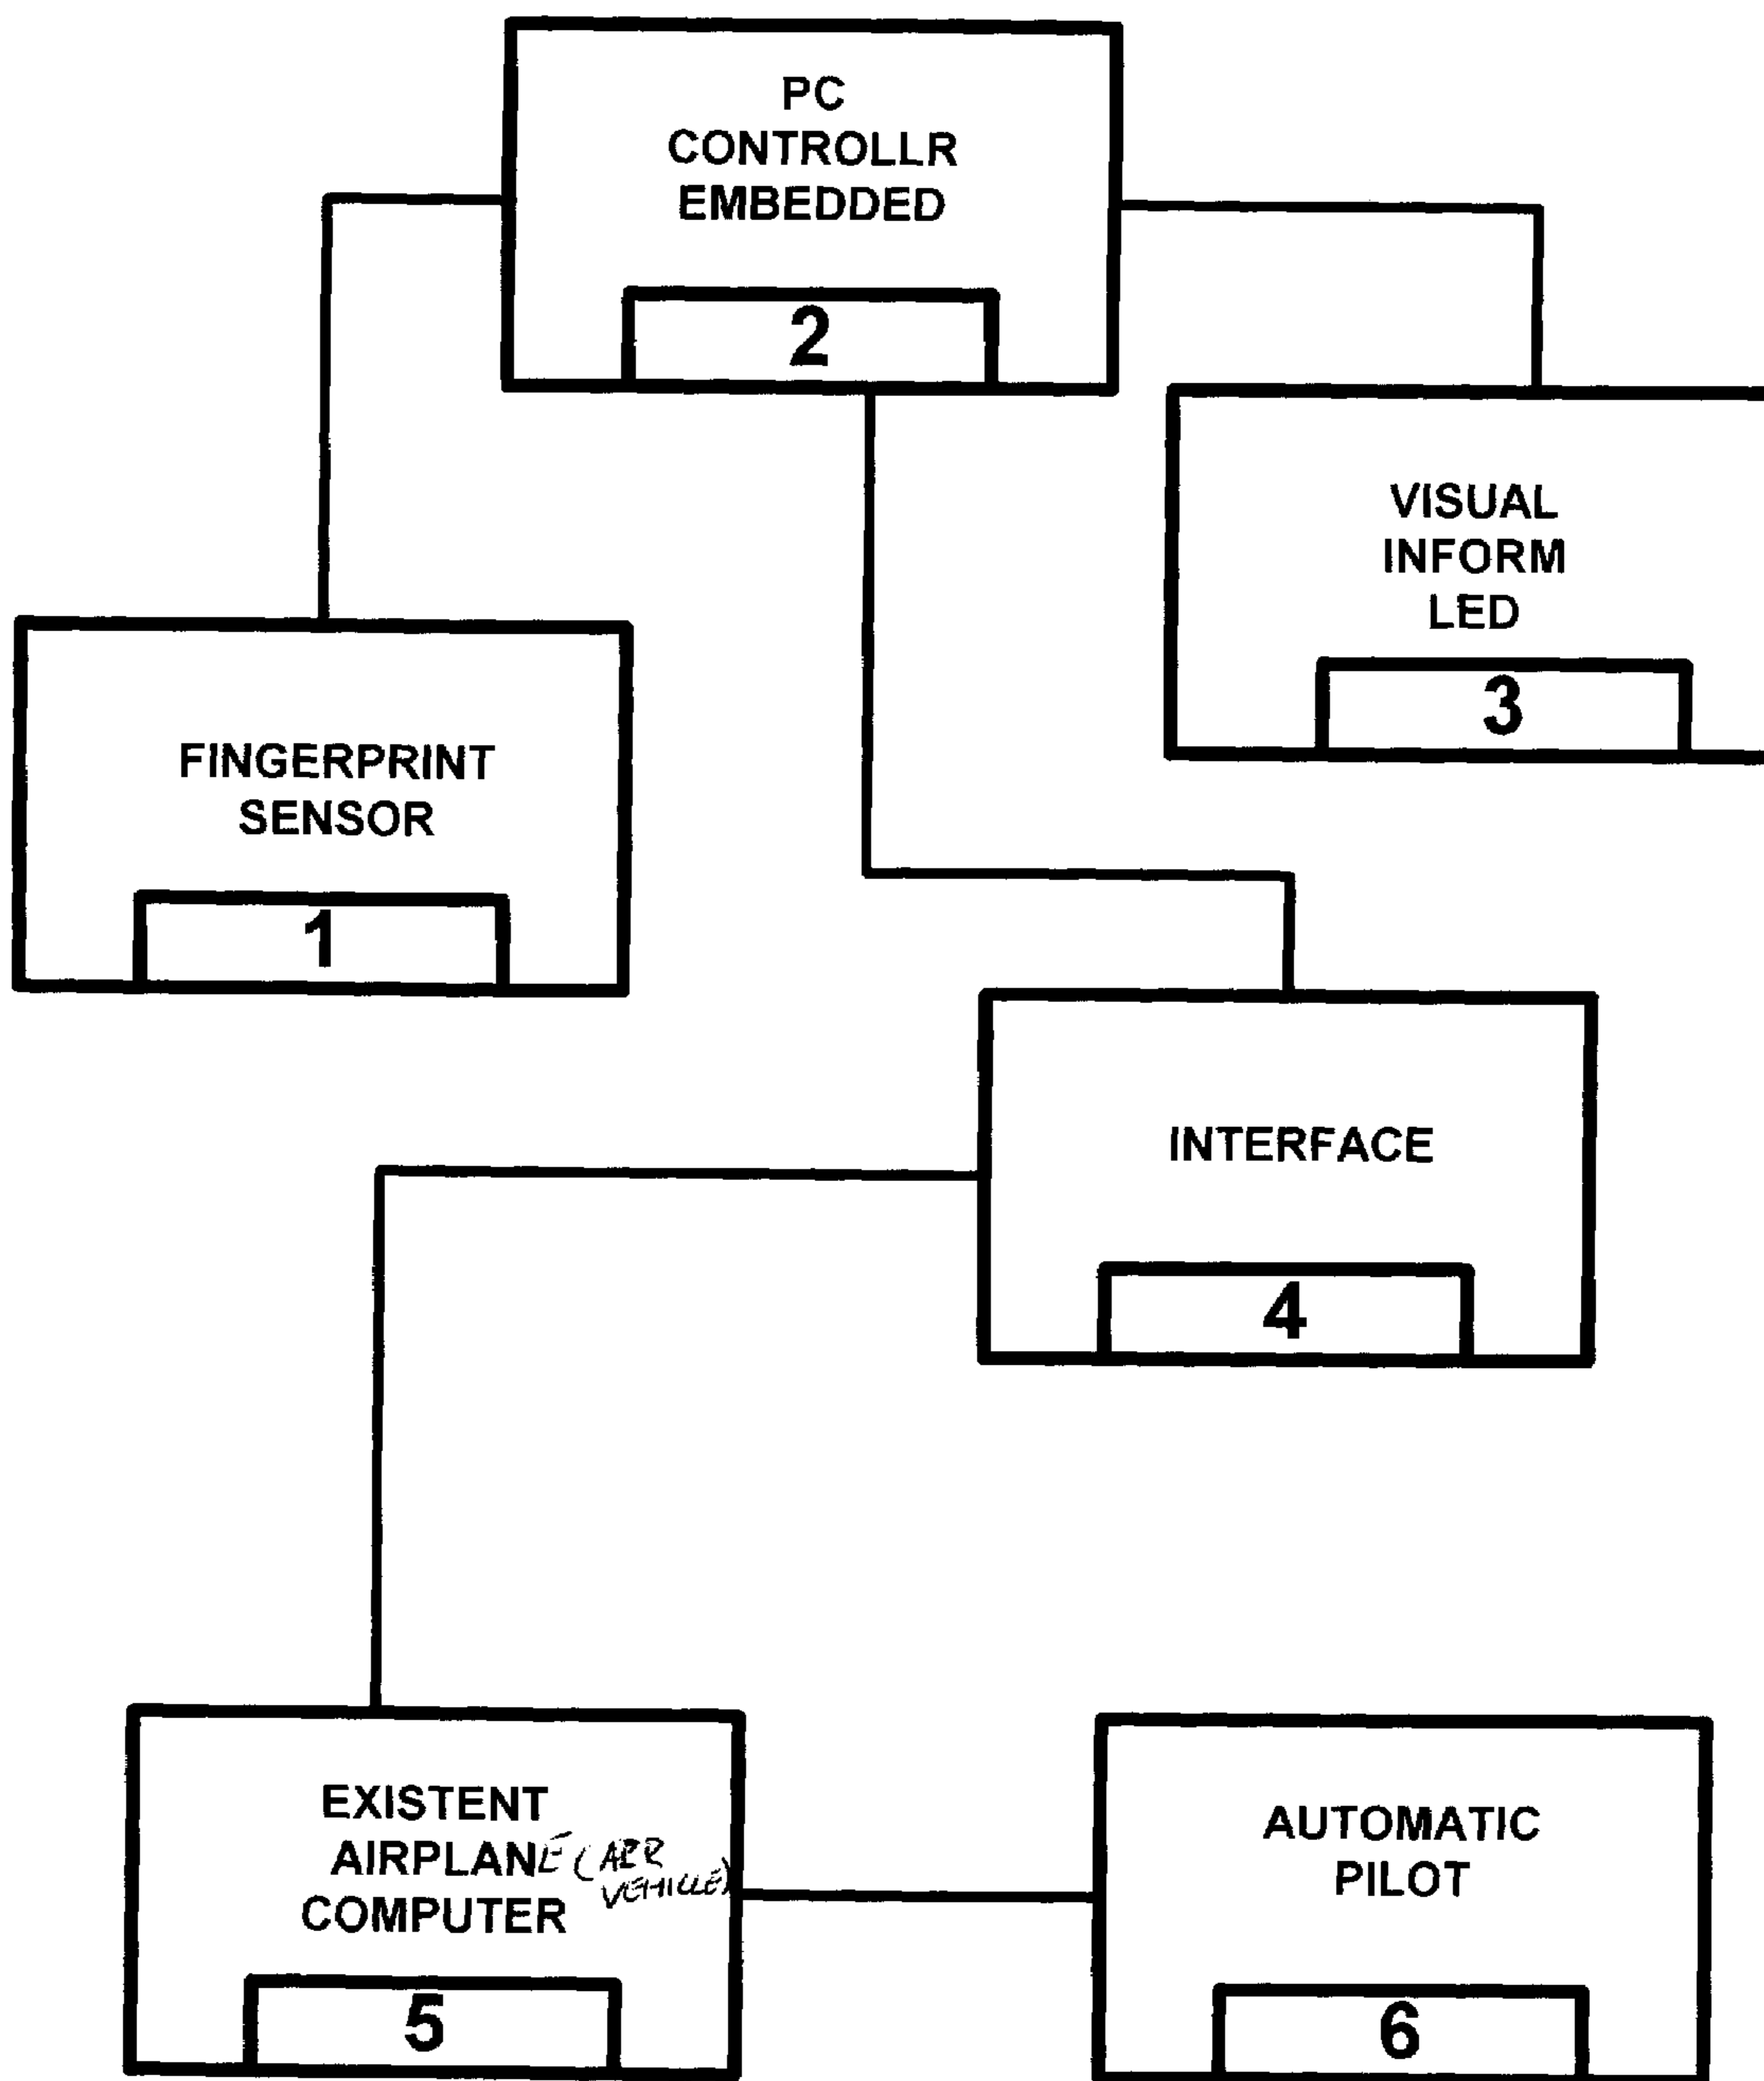 PC
CONTROLLR
EMBEDDED
2
VISUAL
INFORM
LED
3
FINGERPRINT
SENSOR
1
INTERFACE
4
EXISTENT
AIRPLANE (AIR
VEHICLE)
COMPUTER
5
AUTOMATIC
PILOT
6